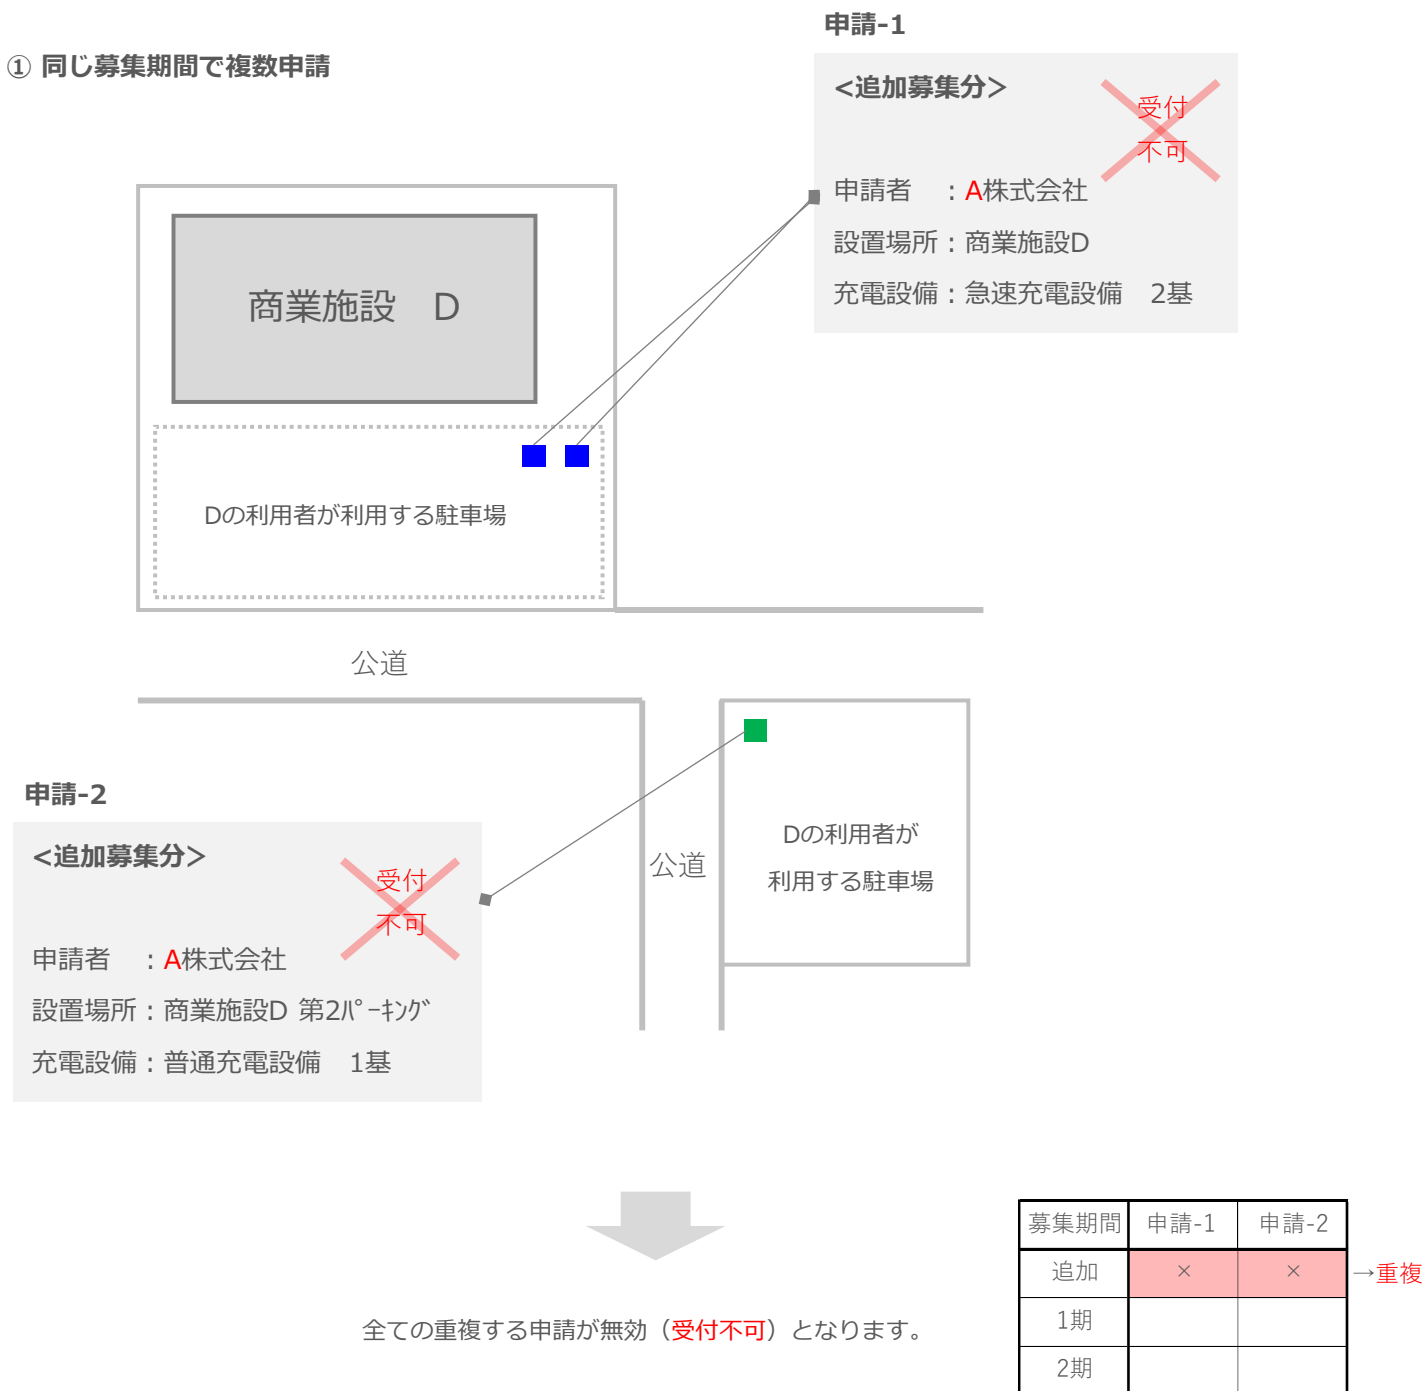 ① 同じ募集期間で複数申請
申請-1
<追加募集分>
受付
不可
申請者　：A株式会社
設置場所：商業施設D
充電設備：急速充電設備　2基
商業施設　D
Dの利用者が利用する駐車場
公道
申請-2
<追加募集分>
受付
不可
申請者　：A株式会社
設置場所：商業施設D 第2ﾊﾟｰｷﾝｸﾞ
充電設備：普通充電設備　1基
公道
Dの利用者が
利用する駐車場
全ての重複する申請が無効（受付不可）となります。
募集期間 申請-1 申請-2
追加 × × →重複
1期
2期